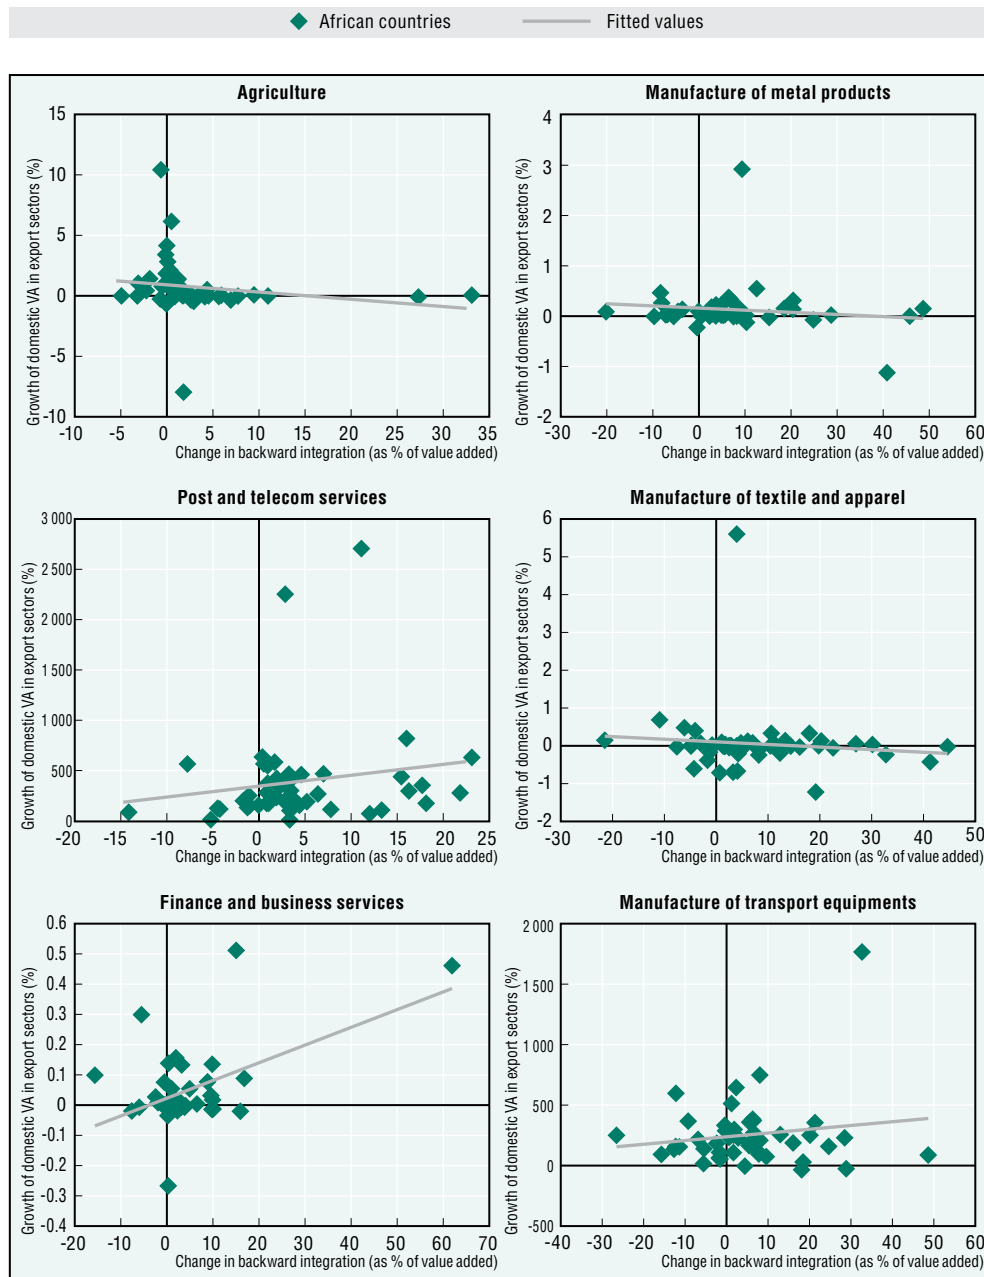 African countries Fitted values
Agriculture
Growth of domestic VA in export sectors (%)
15
10
5
0
-5
-10
-10 -5 0 5 10 15 20 25 30 35
Change in backward integration (as % of value added)
Manufacture of metal products
Growth of domestic VA in export sectors (%)
4
3
2
1
0
-1
-2
-30 -20 -10 0 10 20 30 40 50 60
Change in backward integration (as % of value added)
Post and telecom services
Growth of domestic VA in export sectors (%)
3 000
2 500
2 000
1 500
1 000
500
0
-20 -15 -10 -5 0 5 10 15 20 25
Change in backward integration (as % of value added)
Manufacture of textile and apparel
Growth of domestic VA in export sectors (%)
6
5
4
3
2
1
0
-1
-2
-30 -20 -10 0 10 20 30 40 50
Change in backward integration (as % of value added)
Finance and business services
Growth of domestic VA in export sectors (%)
0.6
0.5
0.4
0.3
0.2
0.1
0
-0.1
-0.2
-0.3
-0.4
-20 -10 0 10 20 30 40 50 60 70
Change in backward integration (as % of value added)
Manufacture of transport equipments
Growth of domestic VA in export sectors (%)
2 000
1 500
1 000
500
0
-500
-40 -30 -20 -10 0 10 20 30 40 50 60
Change in backward integration (as % of value added)